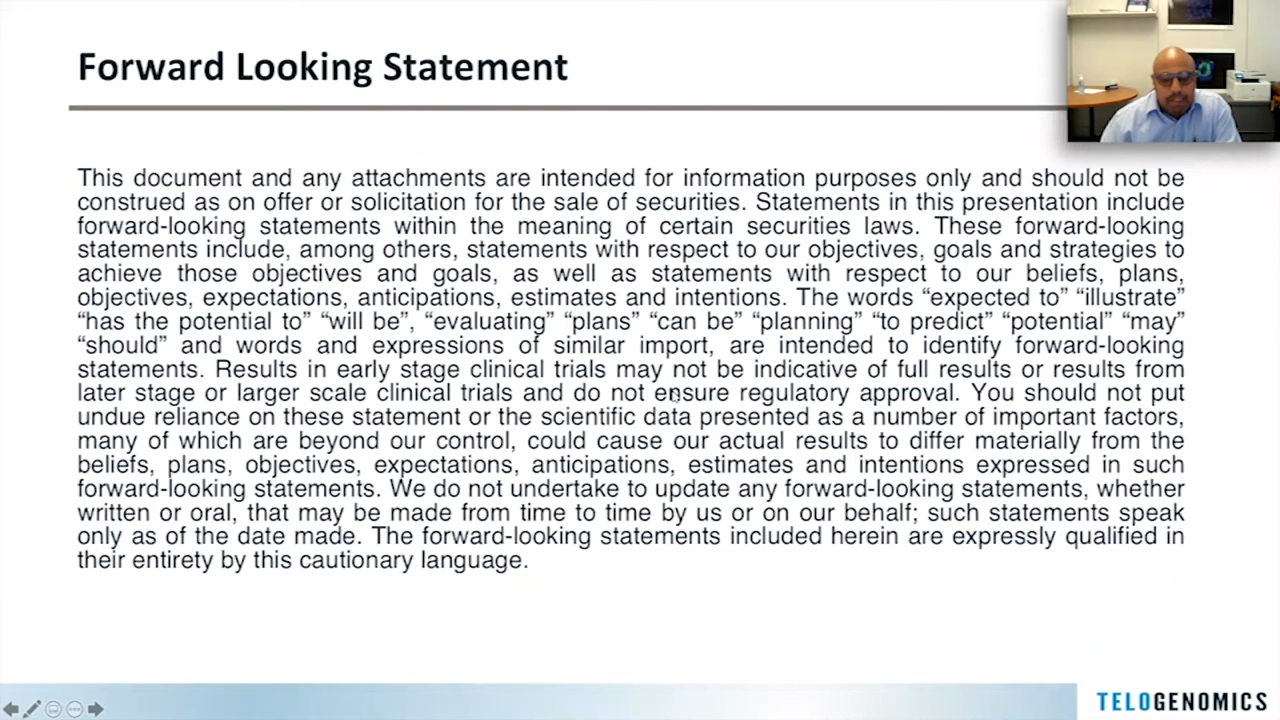 Forward Looking Statement
This document and any attachments are intended for information purposes only and should not be
construed as on offer or solicitation for the sale of securities. Statements in this presentation include
forward-looking statements within the meaning of certain securities laws. These forward-looking
statements include, among others, statements with respect to our objectives, goals and strategies to
achieve those objectives and goals, as well as statements with respect to our beliefs, plans,
objectives, expectations, anticipations, estimates and intentions. The words “expected to” “illustrate”
“has the potential to” “will be”, “evaluating” “plans” “can be” “planning” “to predict” “potential” “may”
“should” and words and expressions of similar import, are intended to identify forward-looking
statements. Results in early stage clinical trials may not be indicative of full results or results from
later stage or larger scale clinical trials and do not ensure regulatory approval. You should not put
undue reliance on these statement or the scientific data presented as a number of important factors,
many of which are beyond our control, could cause our actual results to differ materially from the
beliefs, plans, objectives, expectations, anticipations, estimates and intentions expressed in such
forward-looking statements. We do not undertake to update any forward-looking statements, whether
written or oral, that may be made from time to time by us or on our behalf; such statements speak
only as of the date made. The forward-looking statements included herein are expressly qualified in
their entirety by this cautionary language.
TELOGENOMICS